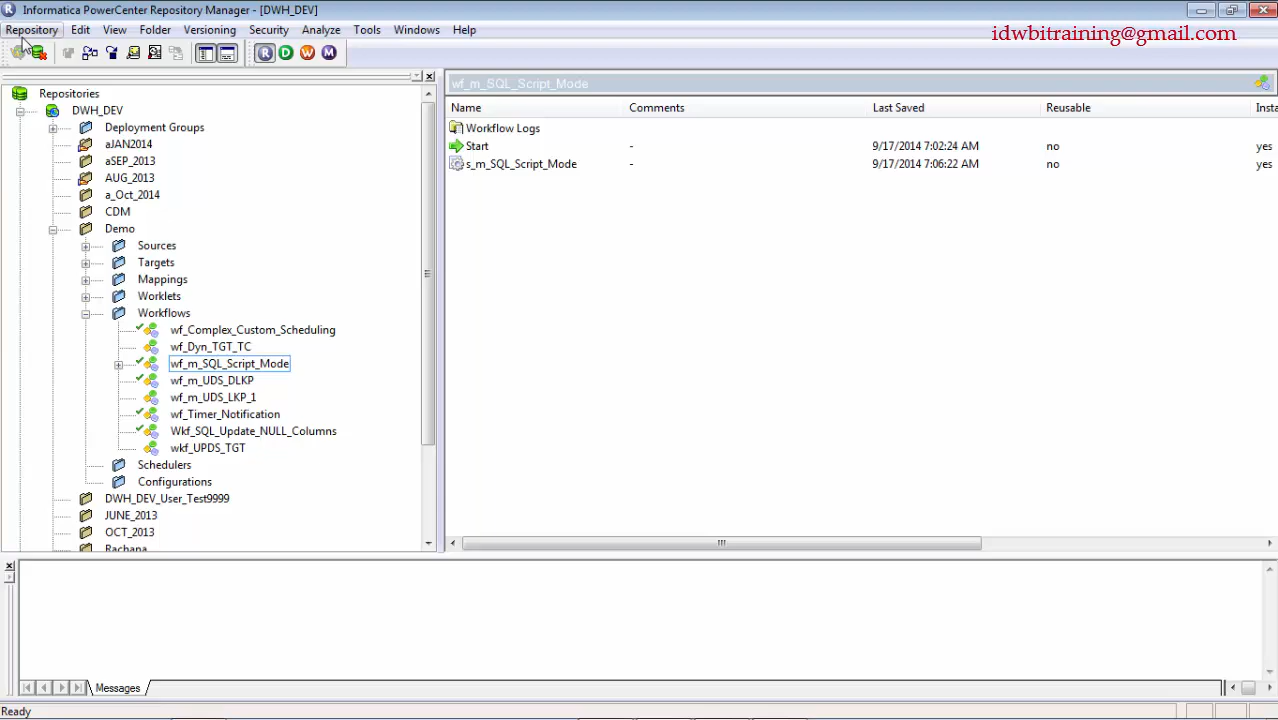 Informatica PowerCenter Repository Manager - [DWH_DEV]
Repository Edit View Folder Versioning Security Analyze Tools Windows Help
idwbitraining@gmail.com
R D W M
Repositories
DWH_DEV
Deployment Groups
aJAN2014
aSEP_2013
AUG_2013
a_Oct_2014
CDM
Demo
Sources
Targets
Mappings
Worklets
Workflows
wf_Complex_Custom_Scheduling
wf_Dyn_TGT_TC
wf_m_SQL_Script_Mode
wf_m_UDS_DLKP
wf_m_UDS_LKP_1
wf_Timer_Notification
Wkf_SQL_Update_NULL_Columns
wkf_UPDS_TGT
Schedulers
Configurations
DWH_DEV_User_Test9999
JUNE_2013
OCT_2013
Rachana
wf_m_SQL_Script_Mode
Name Comments Last Saved Reusable Insta
Workflow Logs
Start - 9/17/2014 7:02:24 AM no yes
s_m_SQL_Script_Mode - 9/17/2014 7:06:22 AM no yes
Messages
Ready